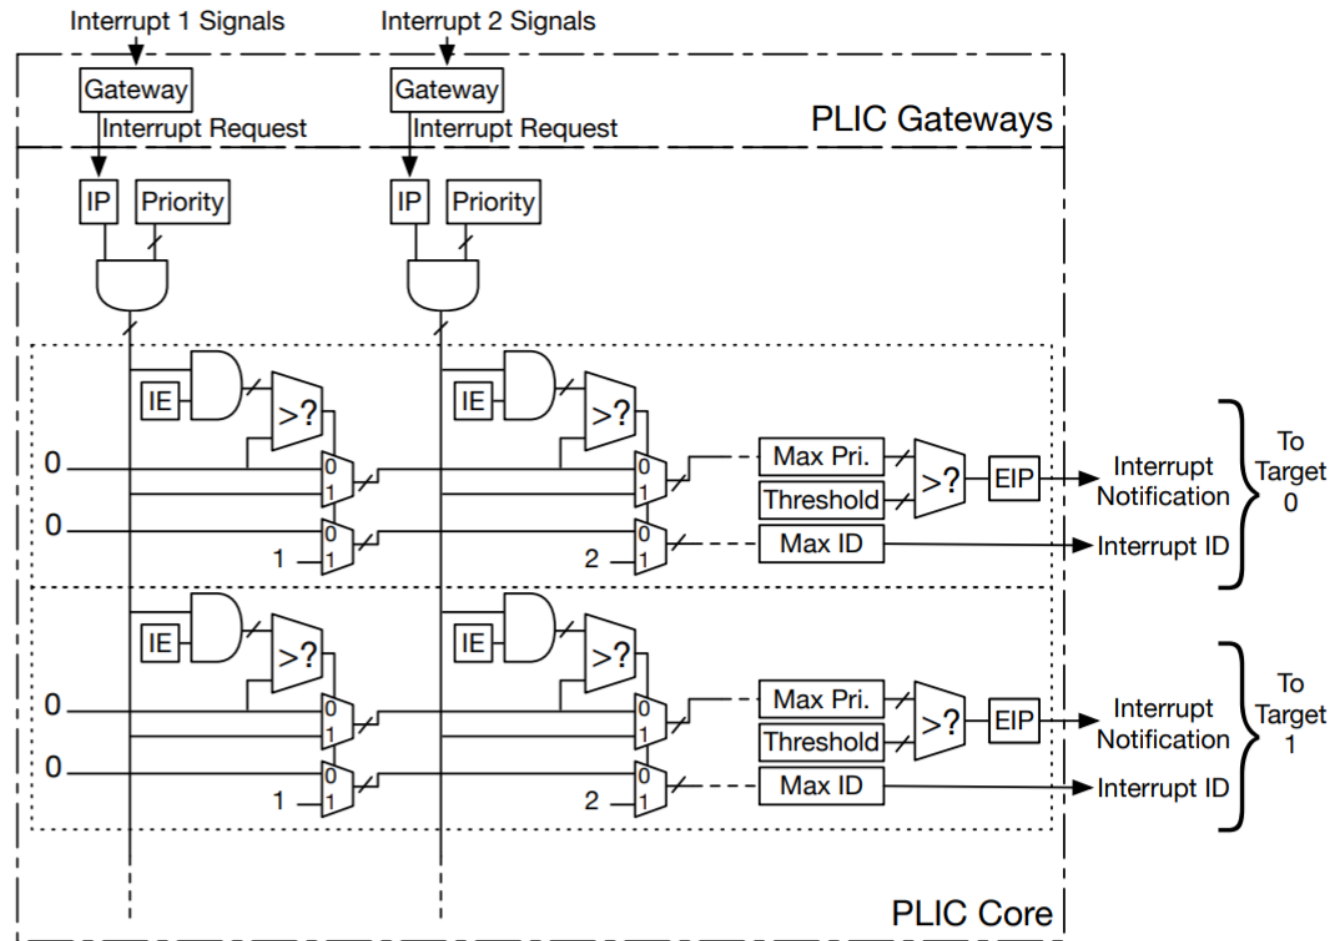 Interrupt 1 Signals
Interrupt 2 Signals
Gateway
Gateway
Interrupt Request
Interrupt Request
PLIC Gateways
IP
Priority
IP
Priority
IE
>?
IE
>?
0
0
1
0
1
Max Pri.
Threshold
>?
EIP
Interrupt
Notification
To
Target
0
0
0
1
1
0
1
2
Max ID
Interrupt ID
IE
>?
IE
>?
0
0
1
0
1
Max Pri.
Threshold
>?
EIP
Interrupt
Notification
To
Target
1
0
0
1
1
0
1
2
Max ID
Interrupt ID
PLIC Core